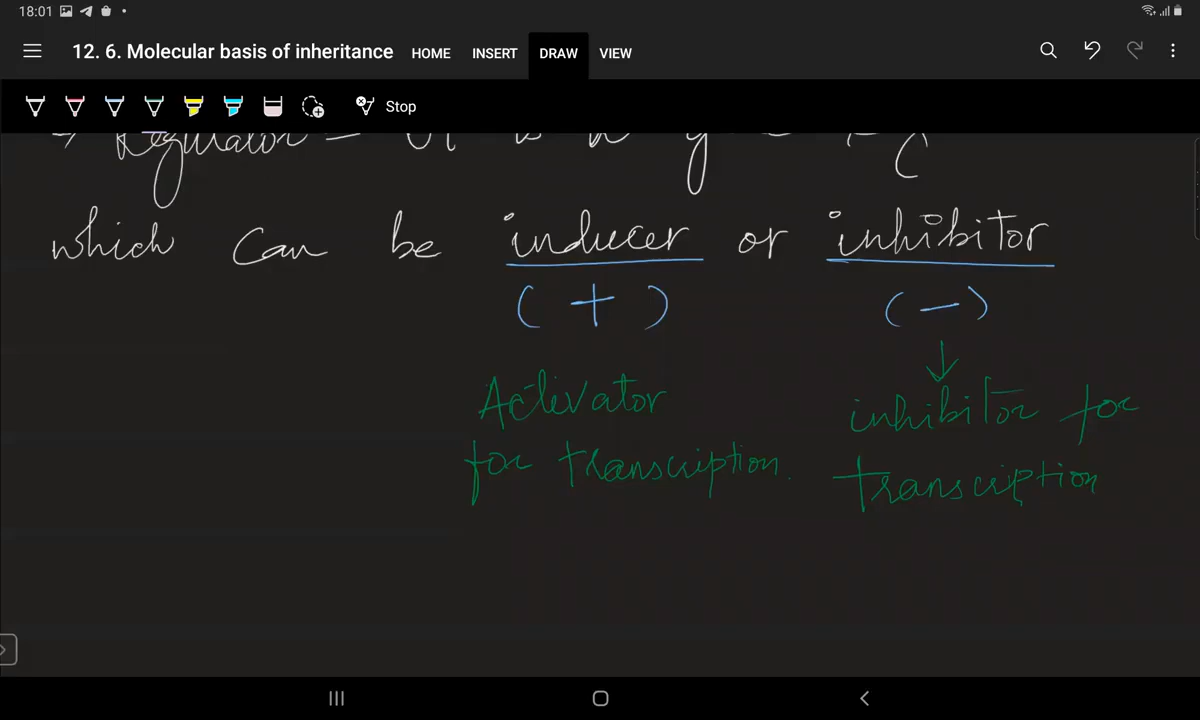 18:01
12. 6. Molecular basis of inheritance HOME INSERT DRAW VIEW
Stop
→ Regulator -
which can be inducer or inhibitor
( + ) ( - )
↓
Activator inhibitor for
for transcription. transcription